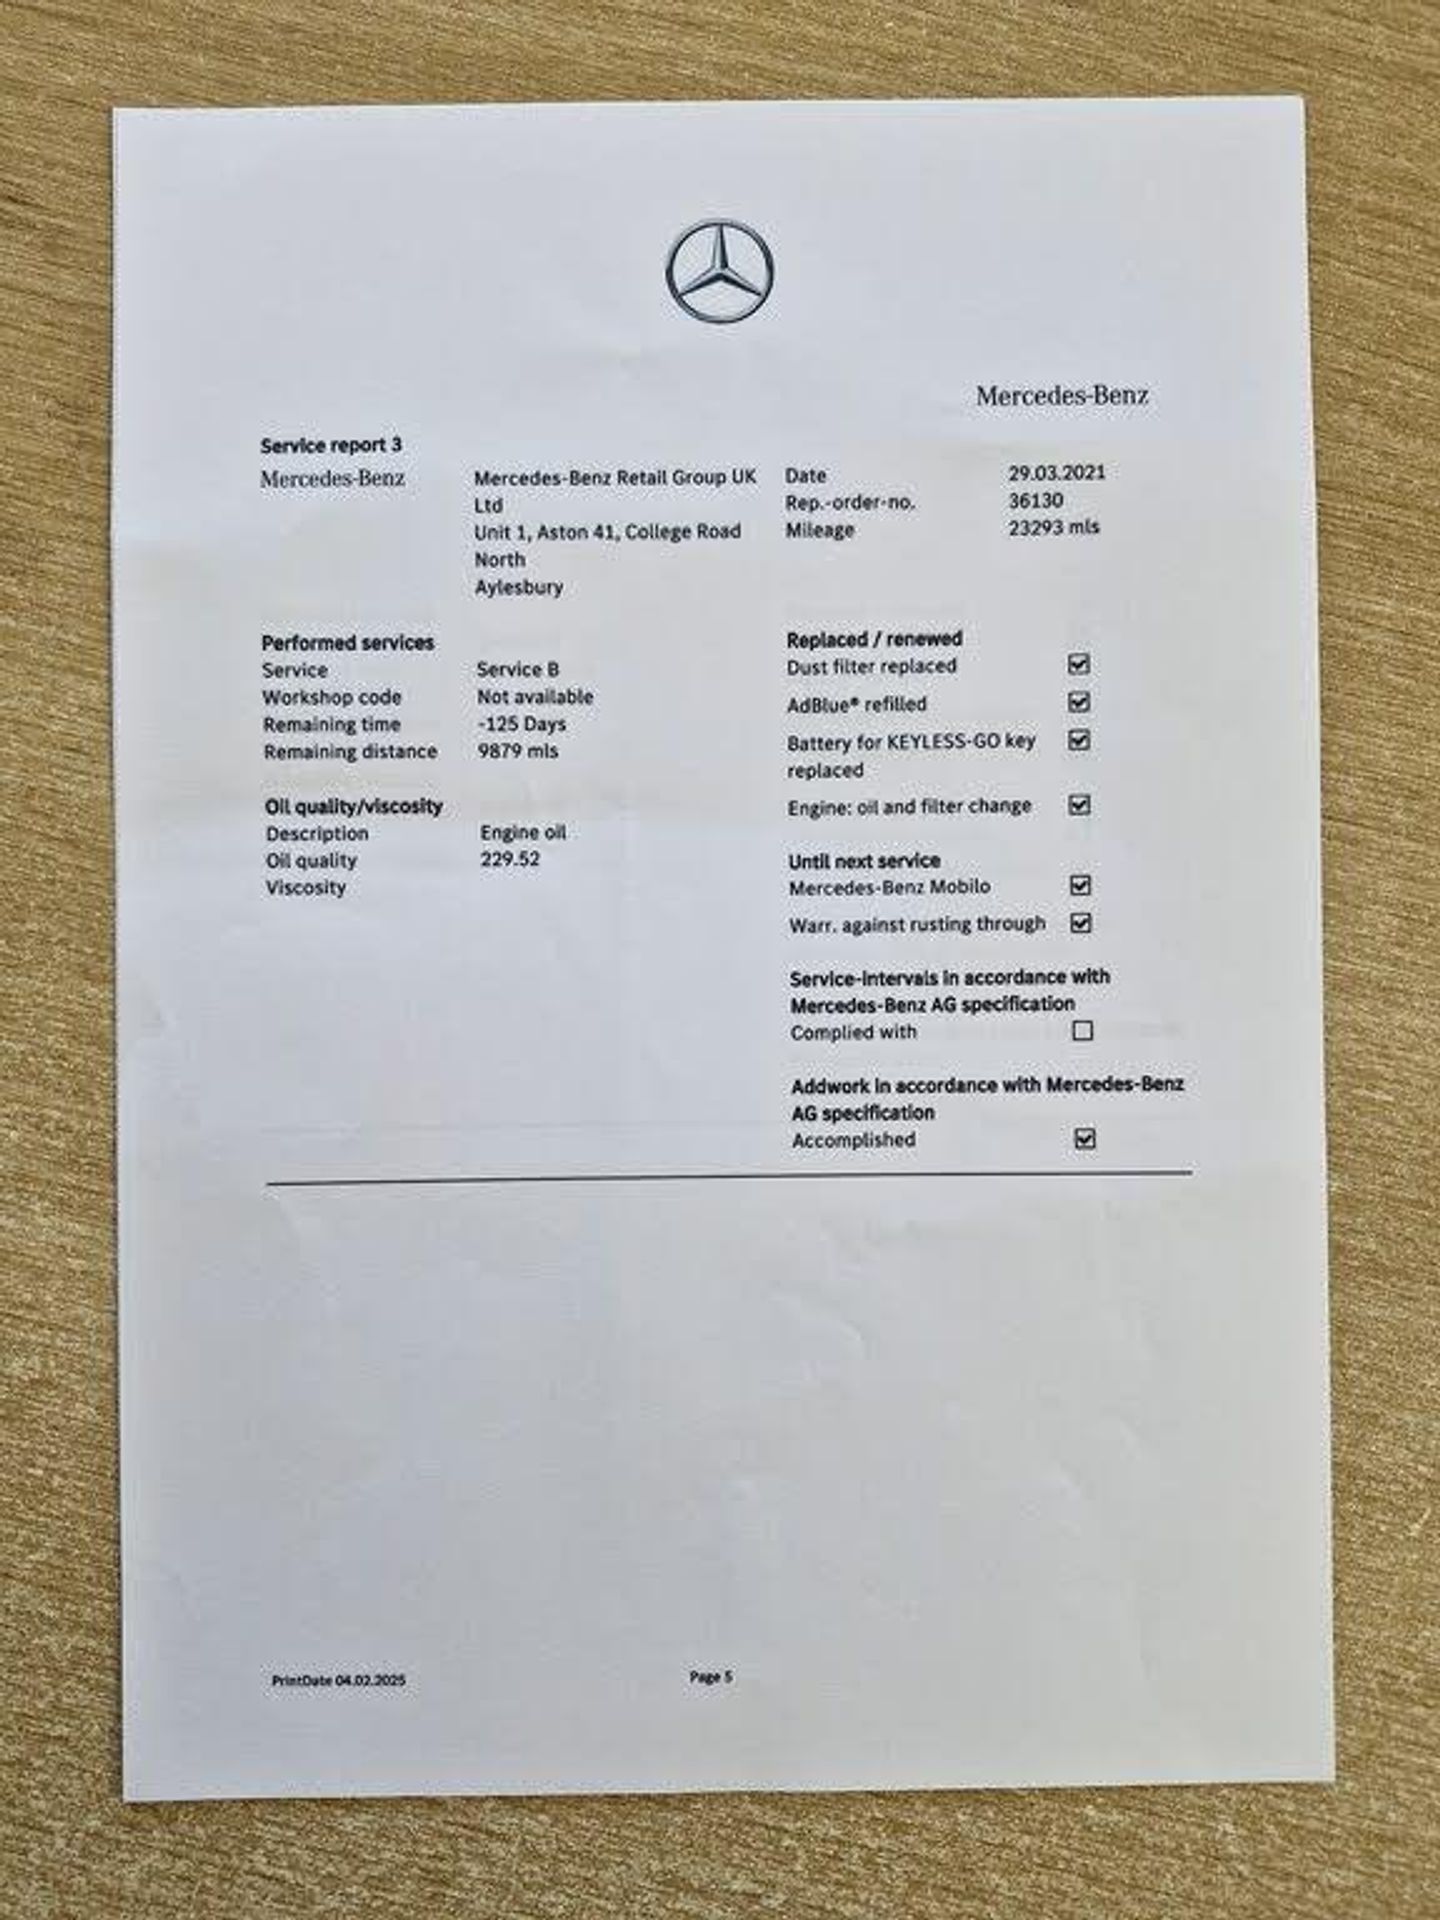 Mercedes-Benz
Service report 3
Mercedes-Benz
Mercedes-Benz Retail Group UK
Ltd
Unit 1, Aston 41, College Road
North
Aylesbury
Date 29.03.2021
Rep.-order-no. 36130
Mileage 23293 mls
Performed services
Service Service B
Workshop code Not available
Remaining time -125 Days
Remaining distance 9879 mls
Oil quality/viscosity
Description Engine oil
Oil quality 229.52
Viscosity
Replaced / renewed
Dust filter replaced ☑
AdBlue® refilled ☑
Battery for KEYLESS-GO key ☑
replaced
Engine: oil and filter change ☑
Until next service
Mercedes-Benz Mobilo ☑
Warr. against rusting through ☑
Service-intervals in accordance with
Mercedes-Benz AG specification
Complied with ☐
Addwork in accordance with Mercedes-Benz
AG specification
Accomplished ☑
PrintDate 04.02.2025
Page 5